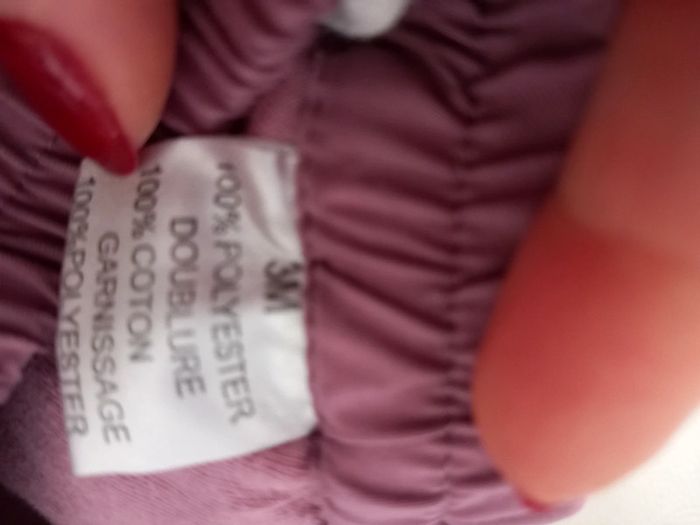 3M
100% POLYESTER
DOUBLURE
100% COTON
GARNISSAGE
100% POLYESTER